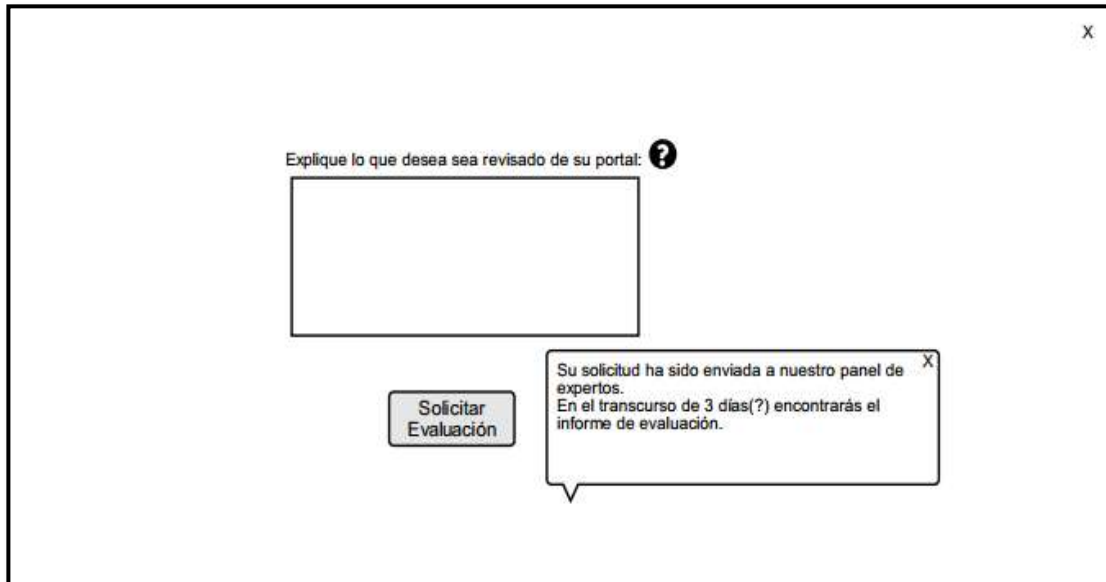 X
Explique lo que desea sea revisado de su portal: ?
Su solicitud ha sido enviada a nuestro panel de X
expertos.
En el transcurso de 3 días(?) encontrarás el
informe de evaluación.
Solicitar
Evaluación